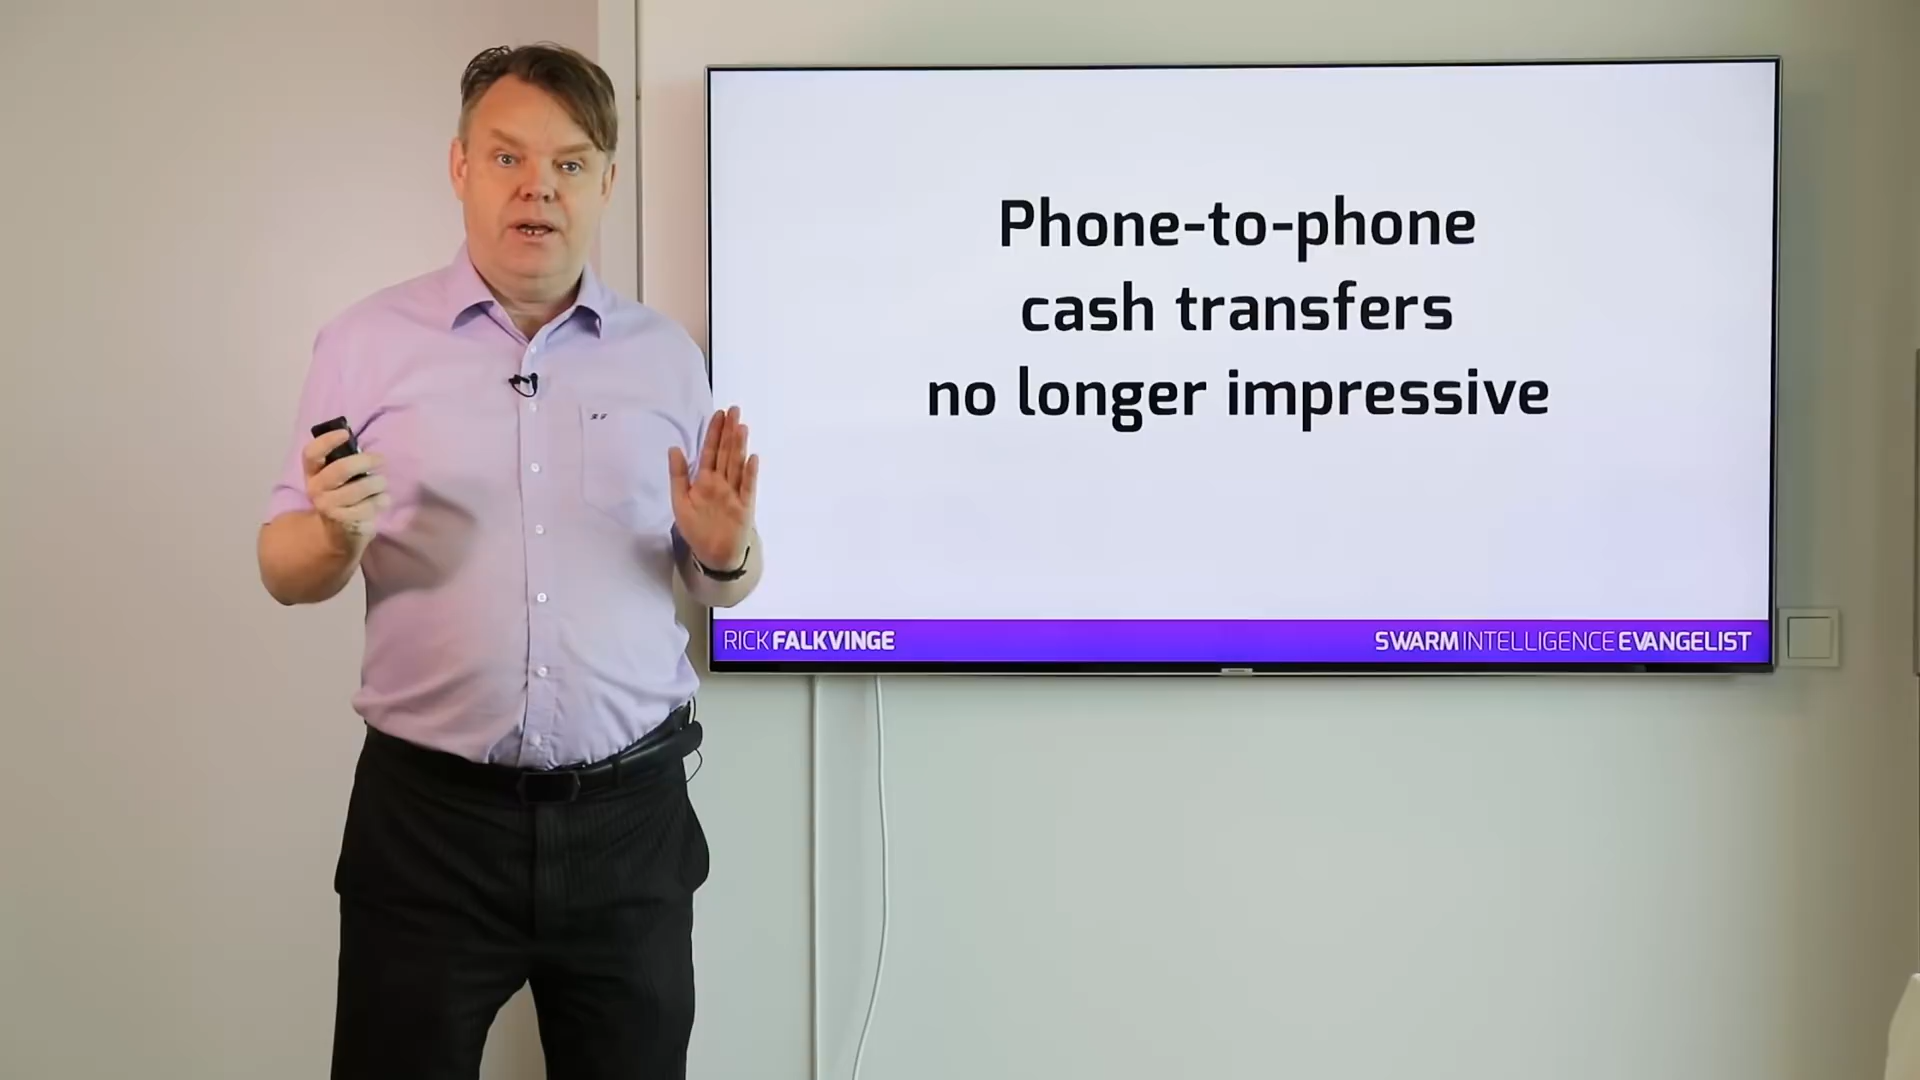 Phone-to-phone
cash transfers
no longer impressive
RICKFALKVINGE
SWARMINTELLIGENCEEVANGELIST